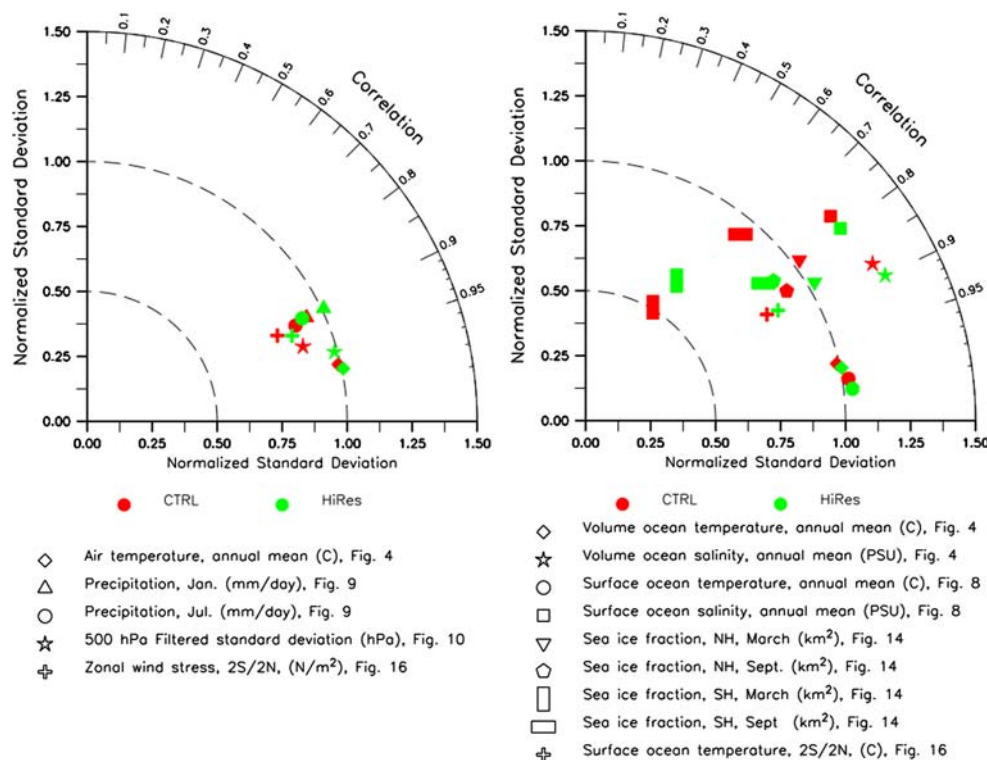 1.50
1.25
1.00
0.75
0.50
0.25
0.00
Normalized Standard Deviation
0.1
0.2
0.3
0.4
0.5
0.6
0.7
0.8
0.9
0.95
Correlation
0.00 0.25 0.50 0.75 1.00 1.25 1.50
Normalized Standard Deviation
CTRL HiRes
Air temperature, annual mean (C), Fig. 4
Precipitation, Jan. (mm/day), Fig. 9
Precipitation, Jul. (mm/day), Fig. 9
500 hPa Filtered standard deviation (hPa), Fig. 10
Zonal wind stress, 2S/2N, (N/m²), Fig. 16
1.50
1.25
1.00
0.75
0.50
0.25
0.00
Normalized Standard Deviation
0.1
0.2
0.3
0.4
0.5
0.6
0.7
0.8
0.9
0.95
Correlation
0.00 0.25 0.50 0.75 1.00 1.25 1.50
Normalized Standard Deviation
CTRL HiRes
Volume ocean temperature, annual mean (C), Fig. 4
Volume ocean salinity, annual mean (PSU), Fig. 4
Surface ocean temperature, annual mean (C), Fig. 8
Surface ocean salinity, annual mean (PSU), Fig. 8
Sea ice fraction, NH, March (km²), Fig. 14
Sea ice fraction, NH, Sept. (km²), Fig. 14
Sea ice fraction, SH, March (km²), Fig. 14
Sea ice fraction, SH, Sept (km²), Fig. 14
Surface ocean temperature, 2S/2N, (C), Fig. 16